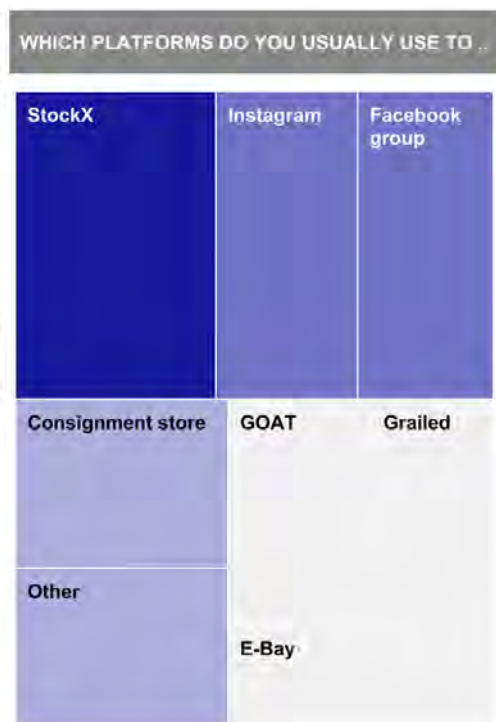 WHICH PLATFORMS DO YOU USUALLY USE TO ..
StockX
Instagram
Facebook
group
Consignment store
GOAT
Grailed
Other
E-Bay